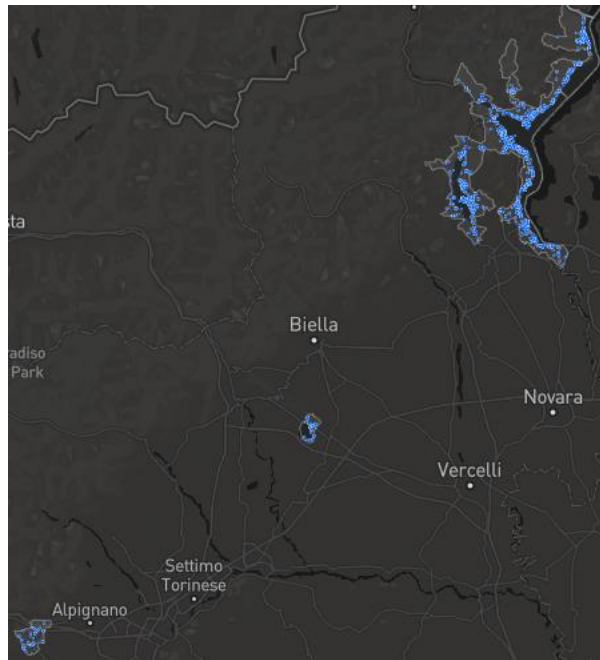 sta
Biella
radiso
Park
Novara
Vercelli
Settimo
Torinese
Alpignano